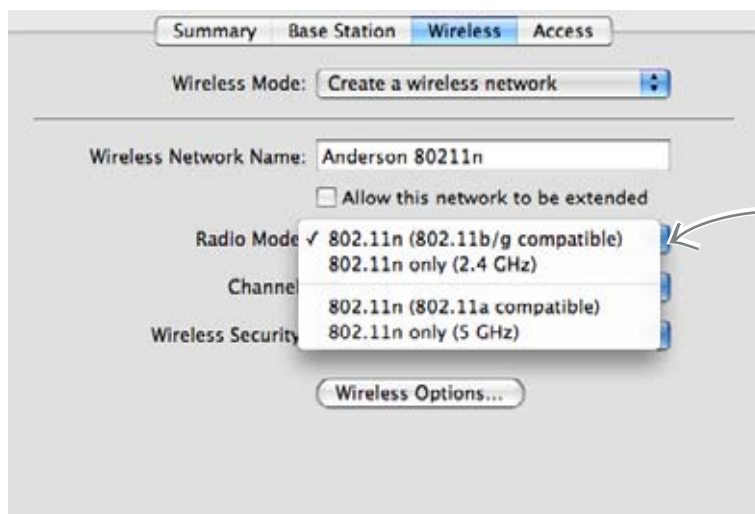 Summary Base Station Wireless Access
Wireless Mode: Create a wireless network
Wireless Network Name: Anderson 80211n
Allow this network to be extended
Radio Mode ✓ 802.11n (802.11b/g compatible)
802.11n only (2.4 GHz)
Channel
802.11n (802.11a compatible)
Wireless Security 802.11n only (5 GHz)
Wireless Options...